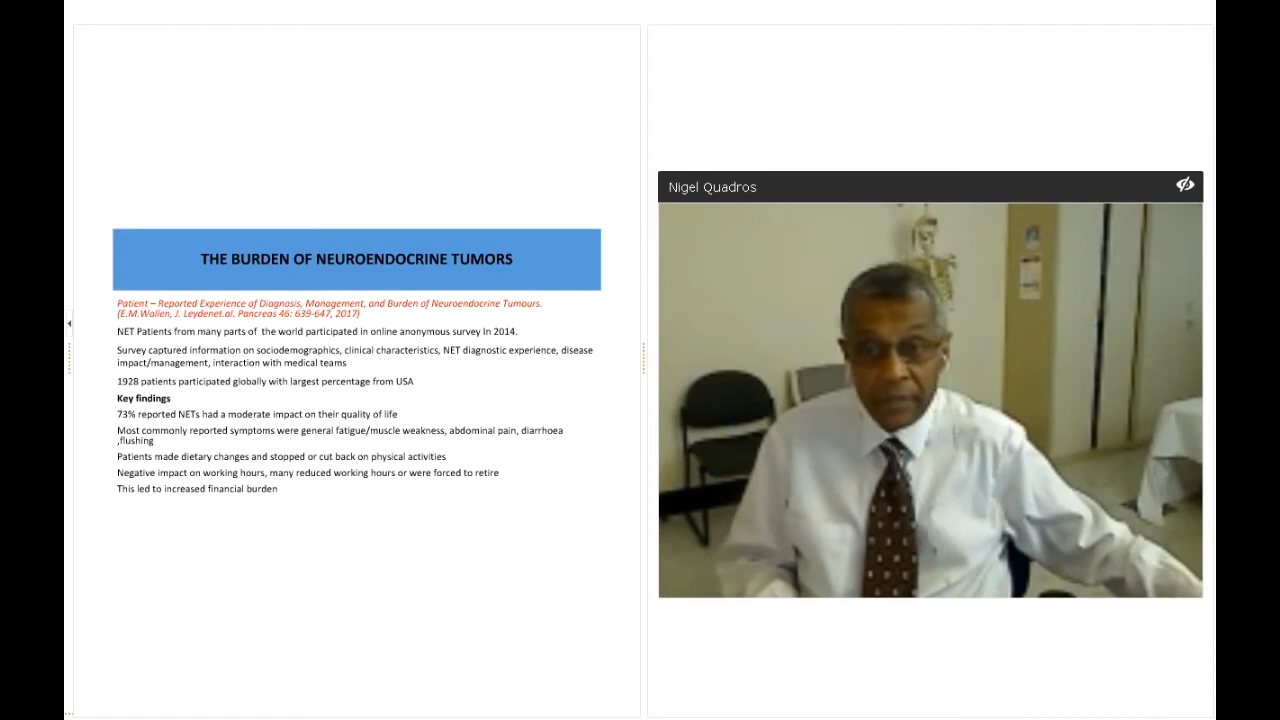 THE BURDEN OF NEUROENDOCRINE TUMORS
Patient – Reported Experience of Diagnosis, Management, and Burden of Neuroendocrine Tumours.
(E.M.Wollen, J. Leydenet.al. Pancreas 46: 639-647, 2017)
NET Patients from many parts of the world participated in online anonymous survey In 2014.
Survey captured information on sociodemographics, clinical characteristics, NET diagnostic experience, disease
impact/management, interaction with medical teams
1928 patients participated globally with largest percentage from USA
Key findings
73% reported NETs had a moderate impact on their quality of life
Most commonly reported symptoms were general fatigue/muscle weakness, abdominal pain, diarrhoea
,flushing
Patients made dietary changes and stopped or cut back on physical activities
Negative impact on working hours, many reduced working hours or were forced to retire
This led to increased financial burden
Nigel Quadros